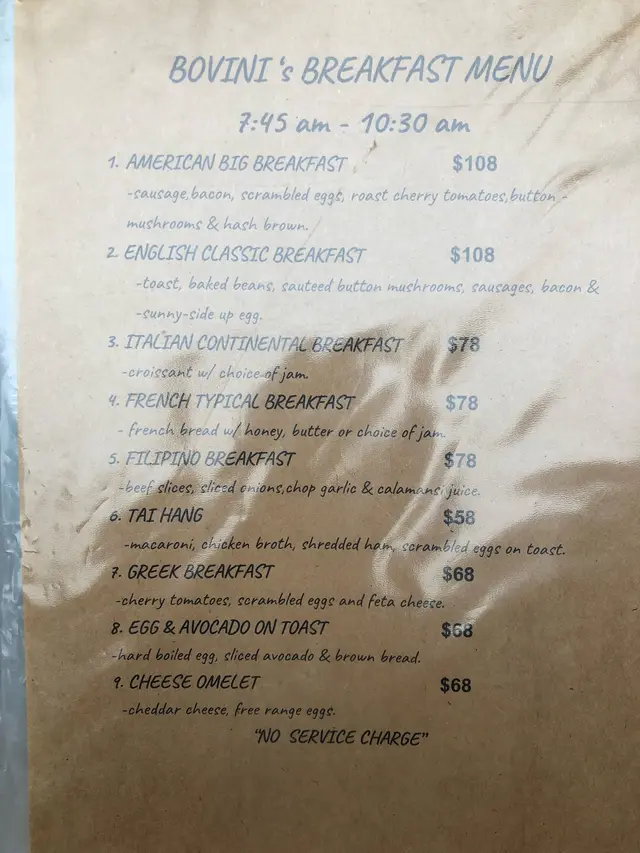 BOVINI 's BREAKFAST MENU
7:45 am - 10:30 am
1. AMERICAN BIG BREAKFAST $108
-sausage,bacon, scrambled eggs, roast cherry tomatoes,button -
mushrooms & hash brown.
2. ENGLISH CLASSIC BREAKFAST $108
-toast, baked beans, sauteed button mushrooms, sausages, bacon &
-sunny-side up egg.
3. ITALIAN CONTINENTAL BREAKFAST $78
-croissant w/ choice of jam.
4. FRENCH TYPICAL BREAKFAST $78
- french bread w/ honey, butter or choice of jam.
5. FILIPINO BREAKFAST $78
-beef slices, sliced onions,chop garlic & calamansi juice.
6. TAI HANG $58
-macaroni, chicken broth, shredded ham, scrambled eggs on toast.
7. GREEK BREAKFAST $68
-cherry tomatoes, scrambled eggs and feta cheese.
8. EGG & AVOCADO ON TOAST $68
-hard boiled egg, sliced avocado & brown bread.
9. CHEESE OMELET $68
-cheddar cheese, free range eggs.
"NO SERVICE CHARGE"